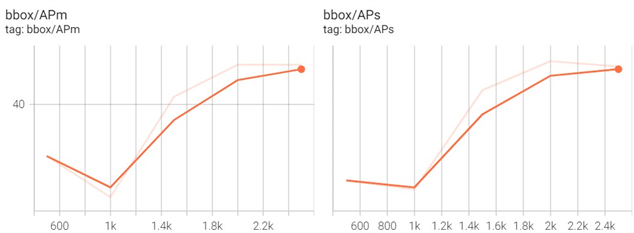 bbox/APm
tag: bbox/APm
40
600 1k 1.4k 1.8k 2.2k
bbox/APs
tag: bbox/APs
600 800 1k 1.2k 1.4k 1.6k 1.8k 2k 2.2k 2.4k